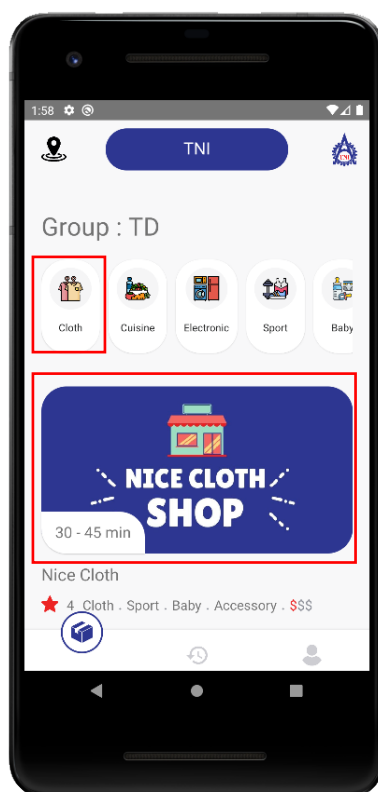 1:58
TNI
TNI
Group : TD
Cloth
Cuisine
Electronic
Sport
Baby
NICE CLOTH
SHOP
30 - 45 min
Nice Cloth
4 Cloth . Sport . Baby . Accessory . $$$